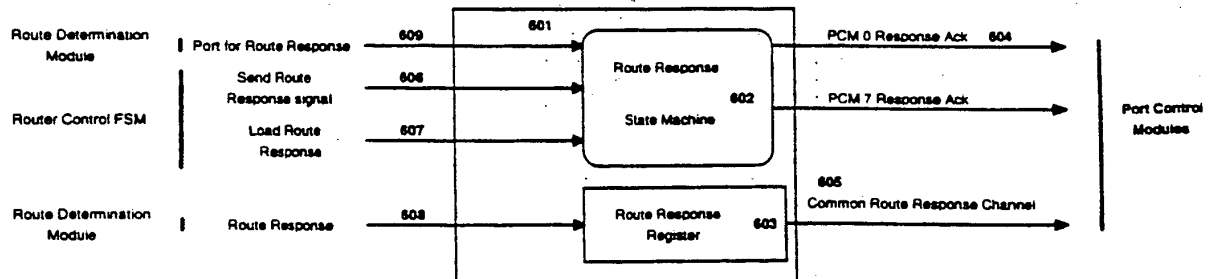 Route Determination
Module
Port for Route Response
609
601
PCM 0 Response Ack 604
Send Route
Response signal
606
Route Response
State Machine
602
PCM 7 Response Ack
Router Control FSM
Load Route
Response
607
Port Control
Modules
Route Determination
Module
Route Response
608
Route Response
Register
603
605
Common Route Response Channel